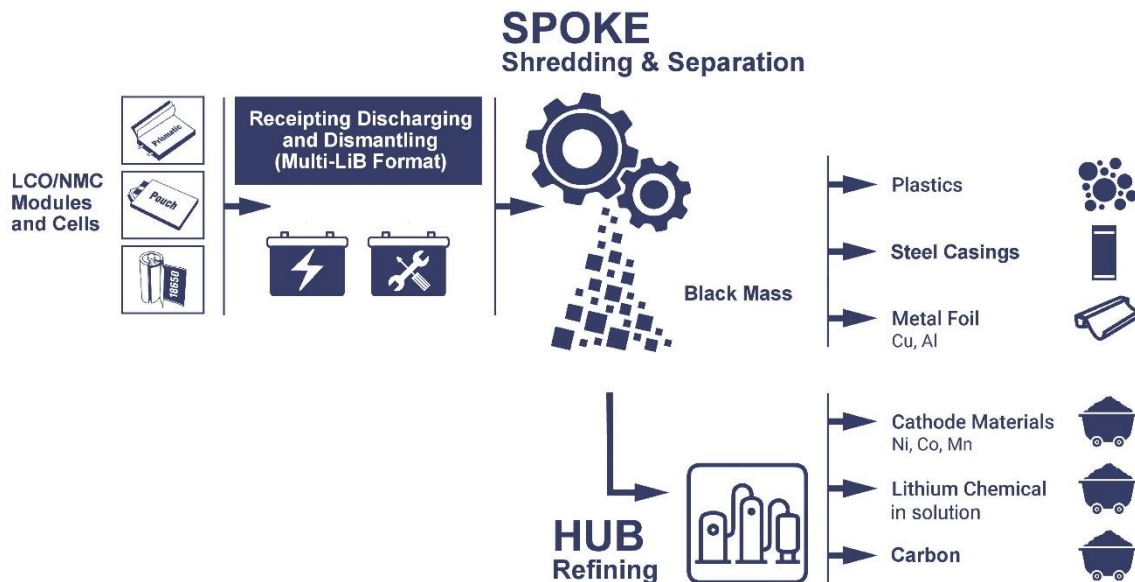 SPOKE
Shredding & Separation
LCO/NMC
Modules
and Cells
Prismatic
Pouch
18650
Receipting Discharging
and Dismantling
(Multi-LiB Format)
Black Mass
Plastics
Steel Casings
Metal Foil
Cu, Al
HUB
Refining
Cathode Materials
Ni, Co, Mn
Lithium Chemical
in solution
Carbon